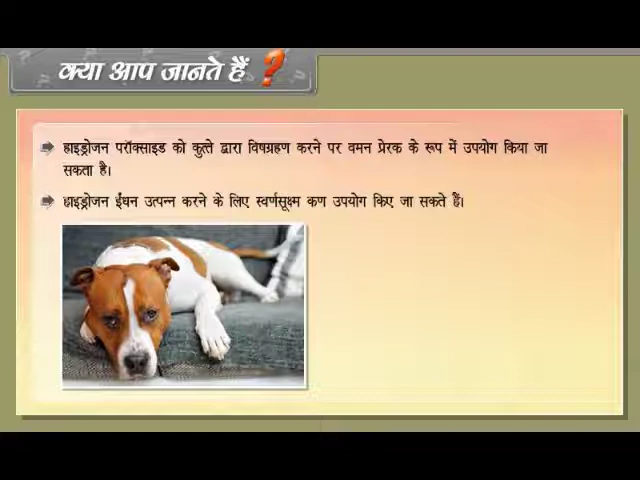 क्या आप जानते हैं ?
हाइड्रोजन परॉक्साइड को कुत्ते द्वारा विषग्रहण करने पर वमन प्रेरक के रूप में उपयोग किया जा
सकता है।
हाइड्रोजन ईंधन उत्पन्न करने के लिए स्वर्णसूक्ष्म कण उपयोग किए जा सकते हैं।